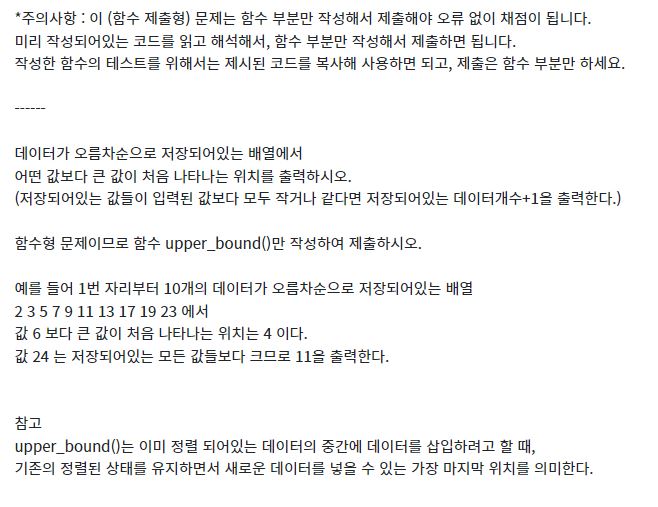 *주의사항 : 이 (함수 제출형) 문제는 함수 부분만 작성해서 제출해야 오류 없이 채점이 됩니다.
미리 작성되어있는 코드를 읽고 해석해서, 함수 부분만 작성해서 제출하면 됩니다.
작성한 함수의 테스트를 위해서는 제시된 코드를 복사해 사용하면 되고, 제출은 함수 부분만 하세요.
------
데이터가 오름차순으로 저장되어있는 배열에서
어떤 값보다 큰 값이 처음 나타나는 위치를 출력하시오.
(저장되어있는 값들이 입력된 값보다 모두 작거나 같다면 저장되어있는 데이터개수+1을 출력한다.)
함수형 문제이므로 함수 upper_bound()만 작성하여 제출하시오.
예를 들어 1번 자리부터 10개의 데이터가 오름차순으로 저장되어있는 배열
2 3 5 7 9 11 13 17 19 23 에서
값 6 보다 큰 값이 처음 나타나는 위치는 4 이다.
값 24 는 저장되어있는 모든 값들보다 크므로 11을 출력한다.
참고
upper_bound()는 이미 정렬 되어있는 데이터의 중간에 데이터를 삽입하려고 할 때,
기존의 정렬된 상태를 유지하면서 새로운 데이터를 넣을 수 있는 가장 마지막 위치를 의미한다.